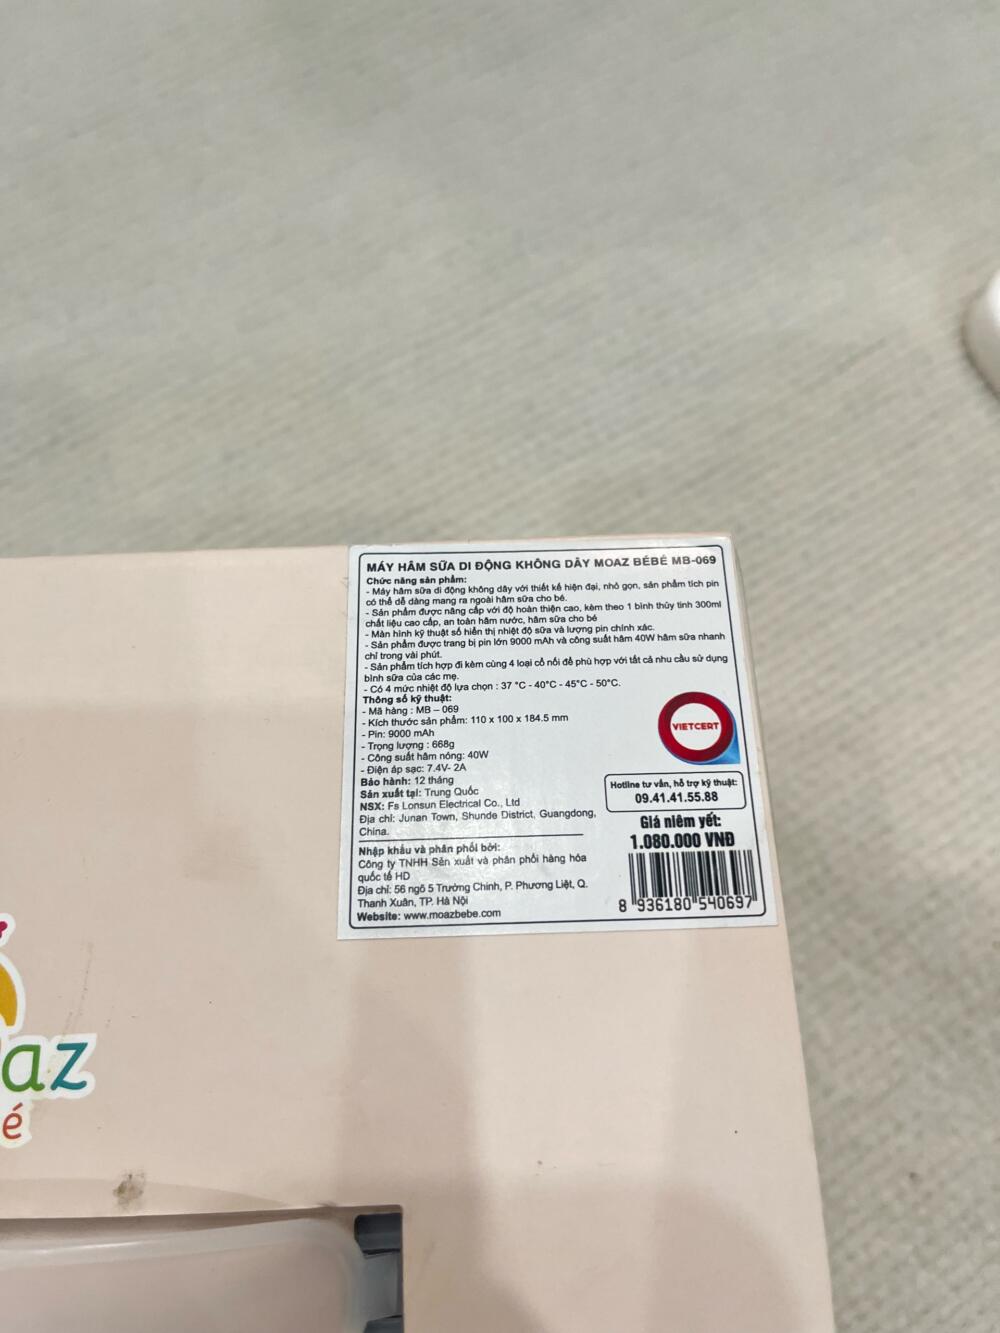 MÁY HÂM SỮA DI ĐỘNG KHÔNG DÂY MOAZ BÉBÉ MB-069
Chức năng sản phẩm:
- Máy hâm sữa di động không dây với thiết kế hiện đại, nhỏ gọn, sản phẩm tích pin
có thể dễ dàng mang ra ngoài hâm sữa cho bé.
- Sản phẩm được nâng cấp với độ hoàn thiện cao, kèm theo 1 bình thủy tinh 300ml
chất liệu cao cấp, an toàn hâm nước, hâm sữa cho bé
- Màn hình kỹ thuật số hiển thị nhiệt độ sữa và lượng pin chính xác.
- Sản phẩm được trang bị pin lớn 9000 mAh và công suất hâm 40W hâm sữa nhanh
chỉ trong vài phút.
- Sản phẩm tích hợp đi kèm cùng 4 loại cổ nối để phù hợp với tất cả nhu cầu sử dụng
bình sữa của các mẹ.
- Có 4 mức nhiệt độ lựa chọn : 37 °C - 40°C - 45°C - 50°C.
Thông số kỹ thuật:
- Mã hàng : MB – 069
- Kích thước sản phẩm: 110 x 100 x 184.5 mm
- Pin: 9000 mAh
- Trọng lượng : 668g
- Công suất hâm nóng: 40W
- Điện áp sạc: 7.4V- 2A
Bảo hành: 12 tháng
Sản xuất tại: Trung Quốc
NSX: Fs Lonsun Electrical Co., Ltd
Địa chỉ: Junan Town, Shunde District, Guangdong,
China.
Nhập khẩu và phân phối bởi:
Công ty TNHH Sản xuất và phân phối hàng hóa
quốc tế HD
Địa chỉ: 56 ngõ 5 Trường Chinh, P. Phương Liệt, Q.
Thanh Xuân, TP. Hà Nội
Website: www.moazbebe.com
VIETCERT
Hotline tư vấn, hỗ trợ kỹ thuật:
09.41.41.55.88
Giá niêm yết:
1.080.000 VNĐ
8 936180 540697
az
é